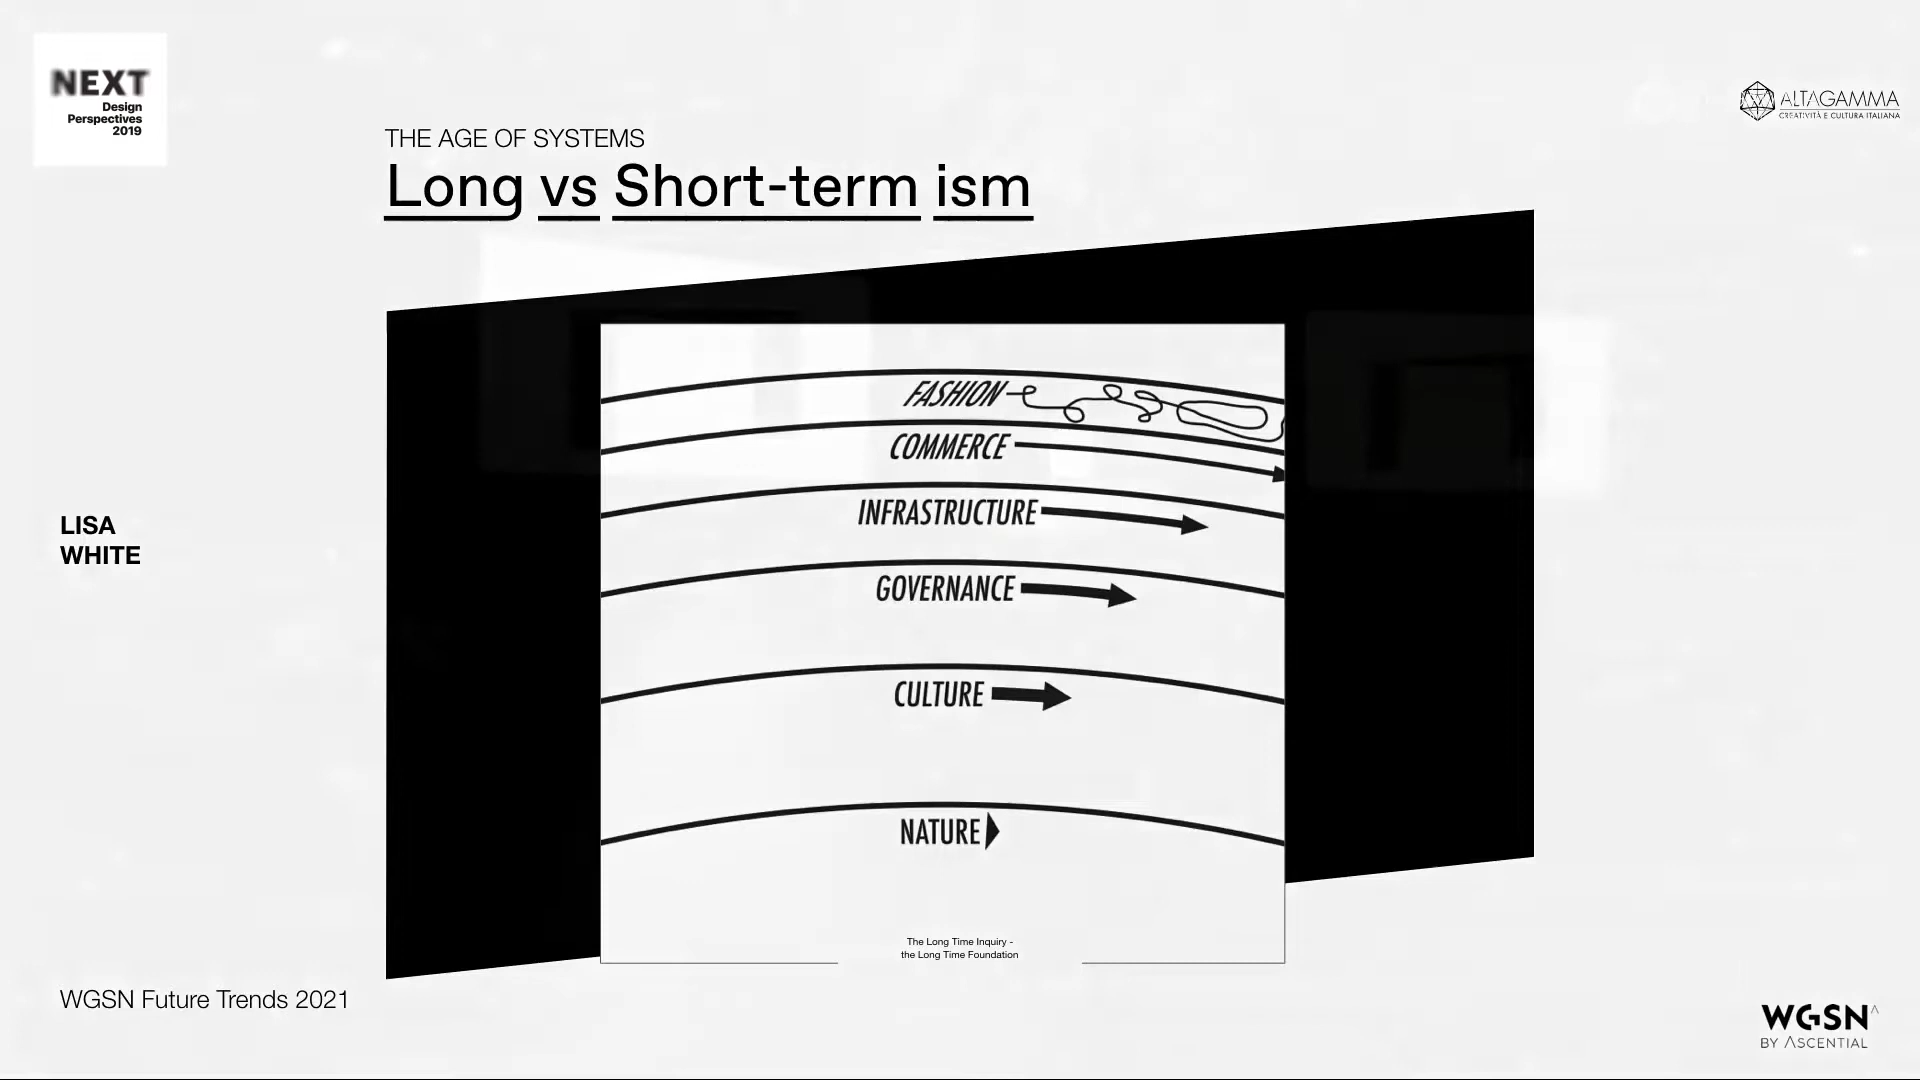 NEXT
Design
Perspectives
2019
ALTAGAMMA
CREATIVITÀ E CULTURA ITALIANA
THE AGE OF SYSTEMS
Long vs Short-term ism
FASHION
COMMERCE
INFRASTRUCTURE
GOVERNANCE
CULTURE
NATURE
The Long Time Inquiry -
the Long Time Foundation
LISA
WHITE
WGSN Future Trends 2021
WGSN
BY ASCENTIAL